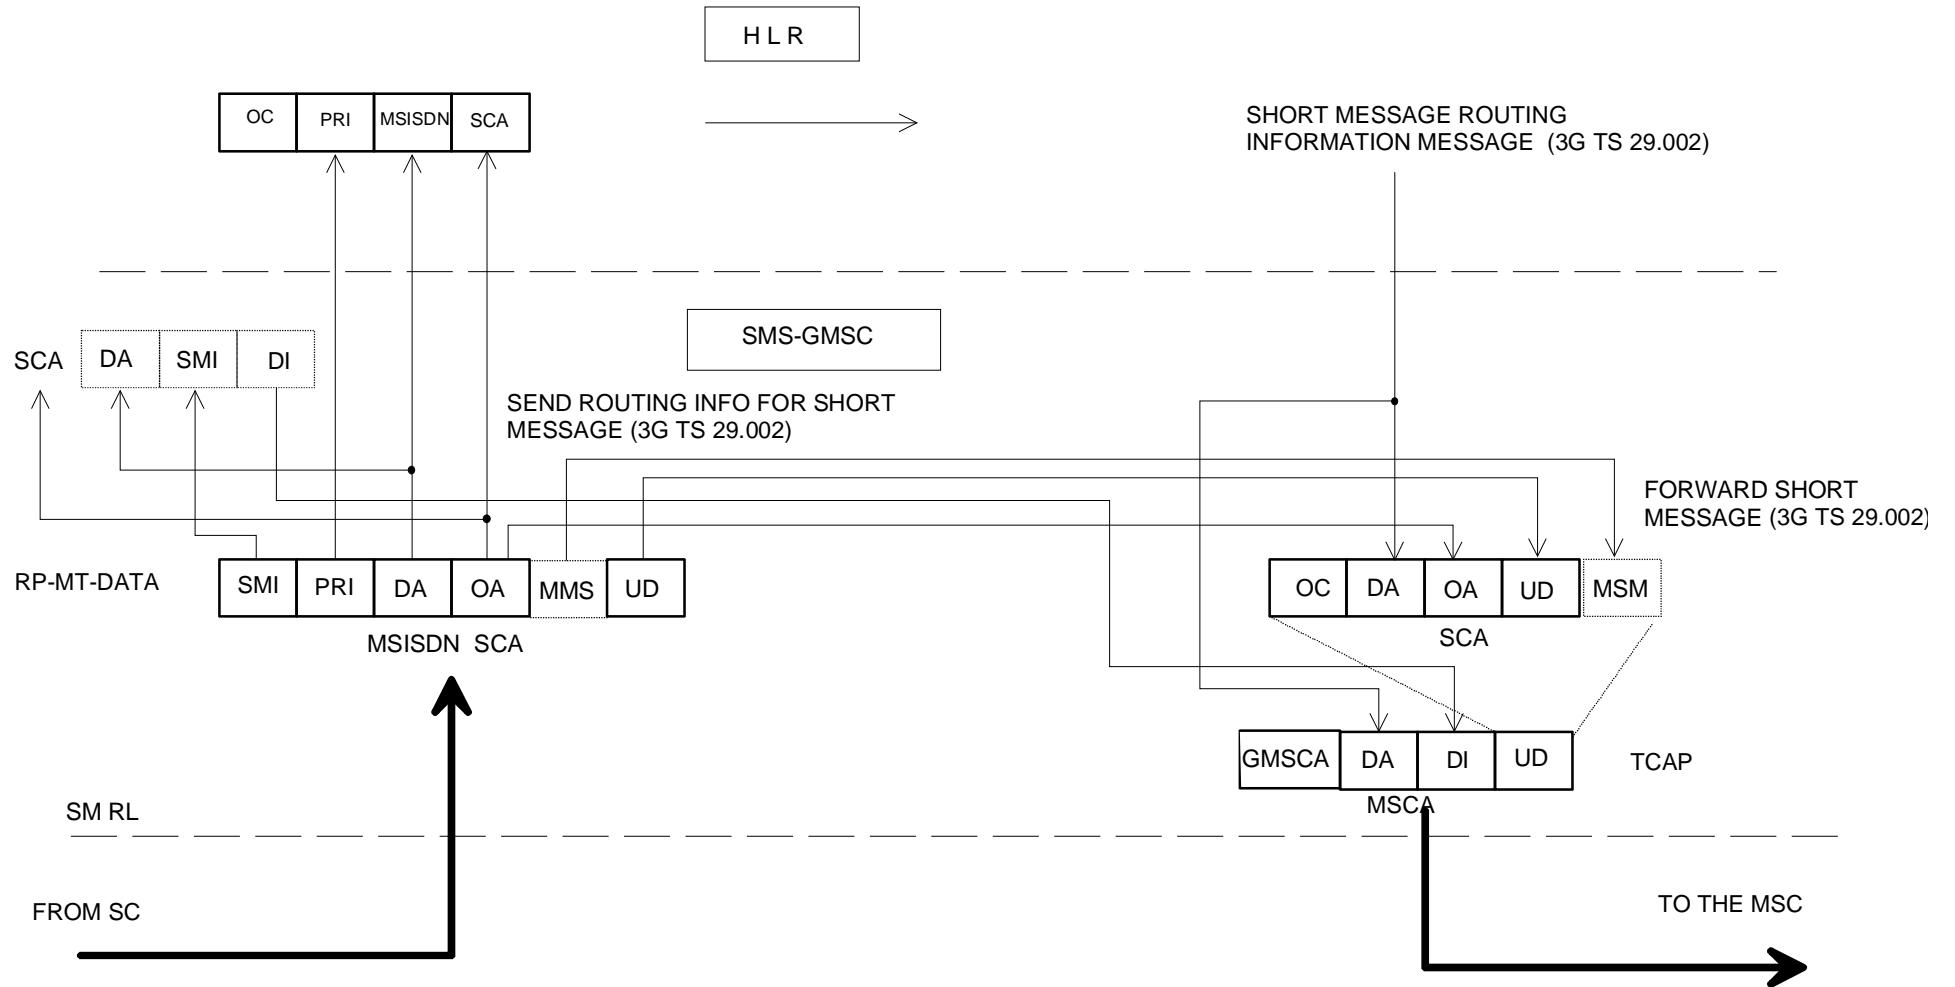 H L R
OC PRI MSISDN SCA
SHORT MESSAGE ROUTING
INFORMATION MESSAGE (3G TS 29.002)
SMS-GMSC
SCA DA SMI DI
SEND ROUTING INFO FOR SHORT
MESSAGE (3G TS 29.002)
FORWARD SHORT
MESSAGE (3G TS 29.002)
RP-MT-DATA SMI PRI DA OA MMS UD
OC DA OA UD MSM
MSISDN SCA
SCA
GMSCA DA DI UD TCAP
MSCA
SM RL
FROM SC
TO THE MSC